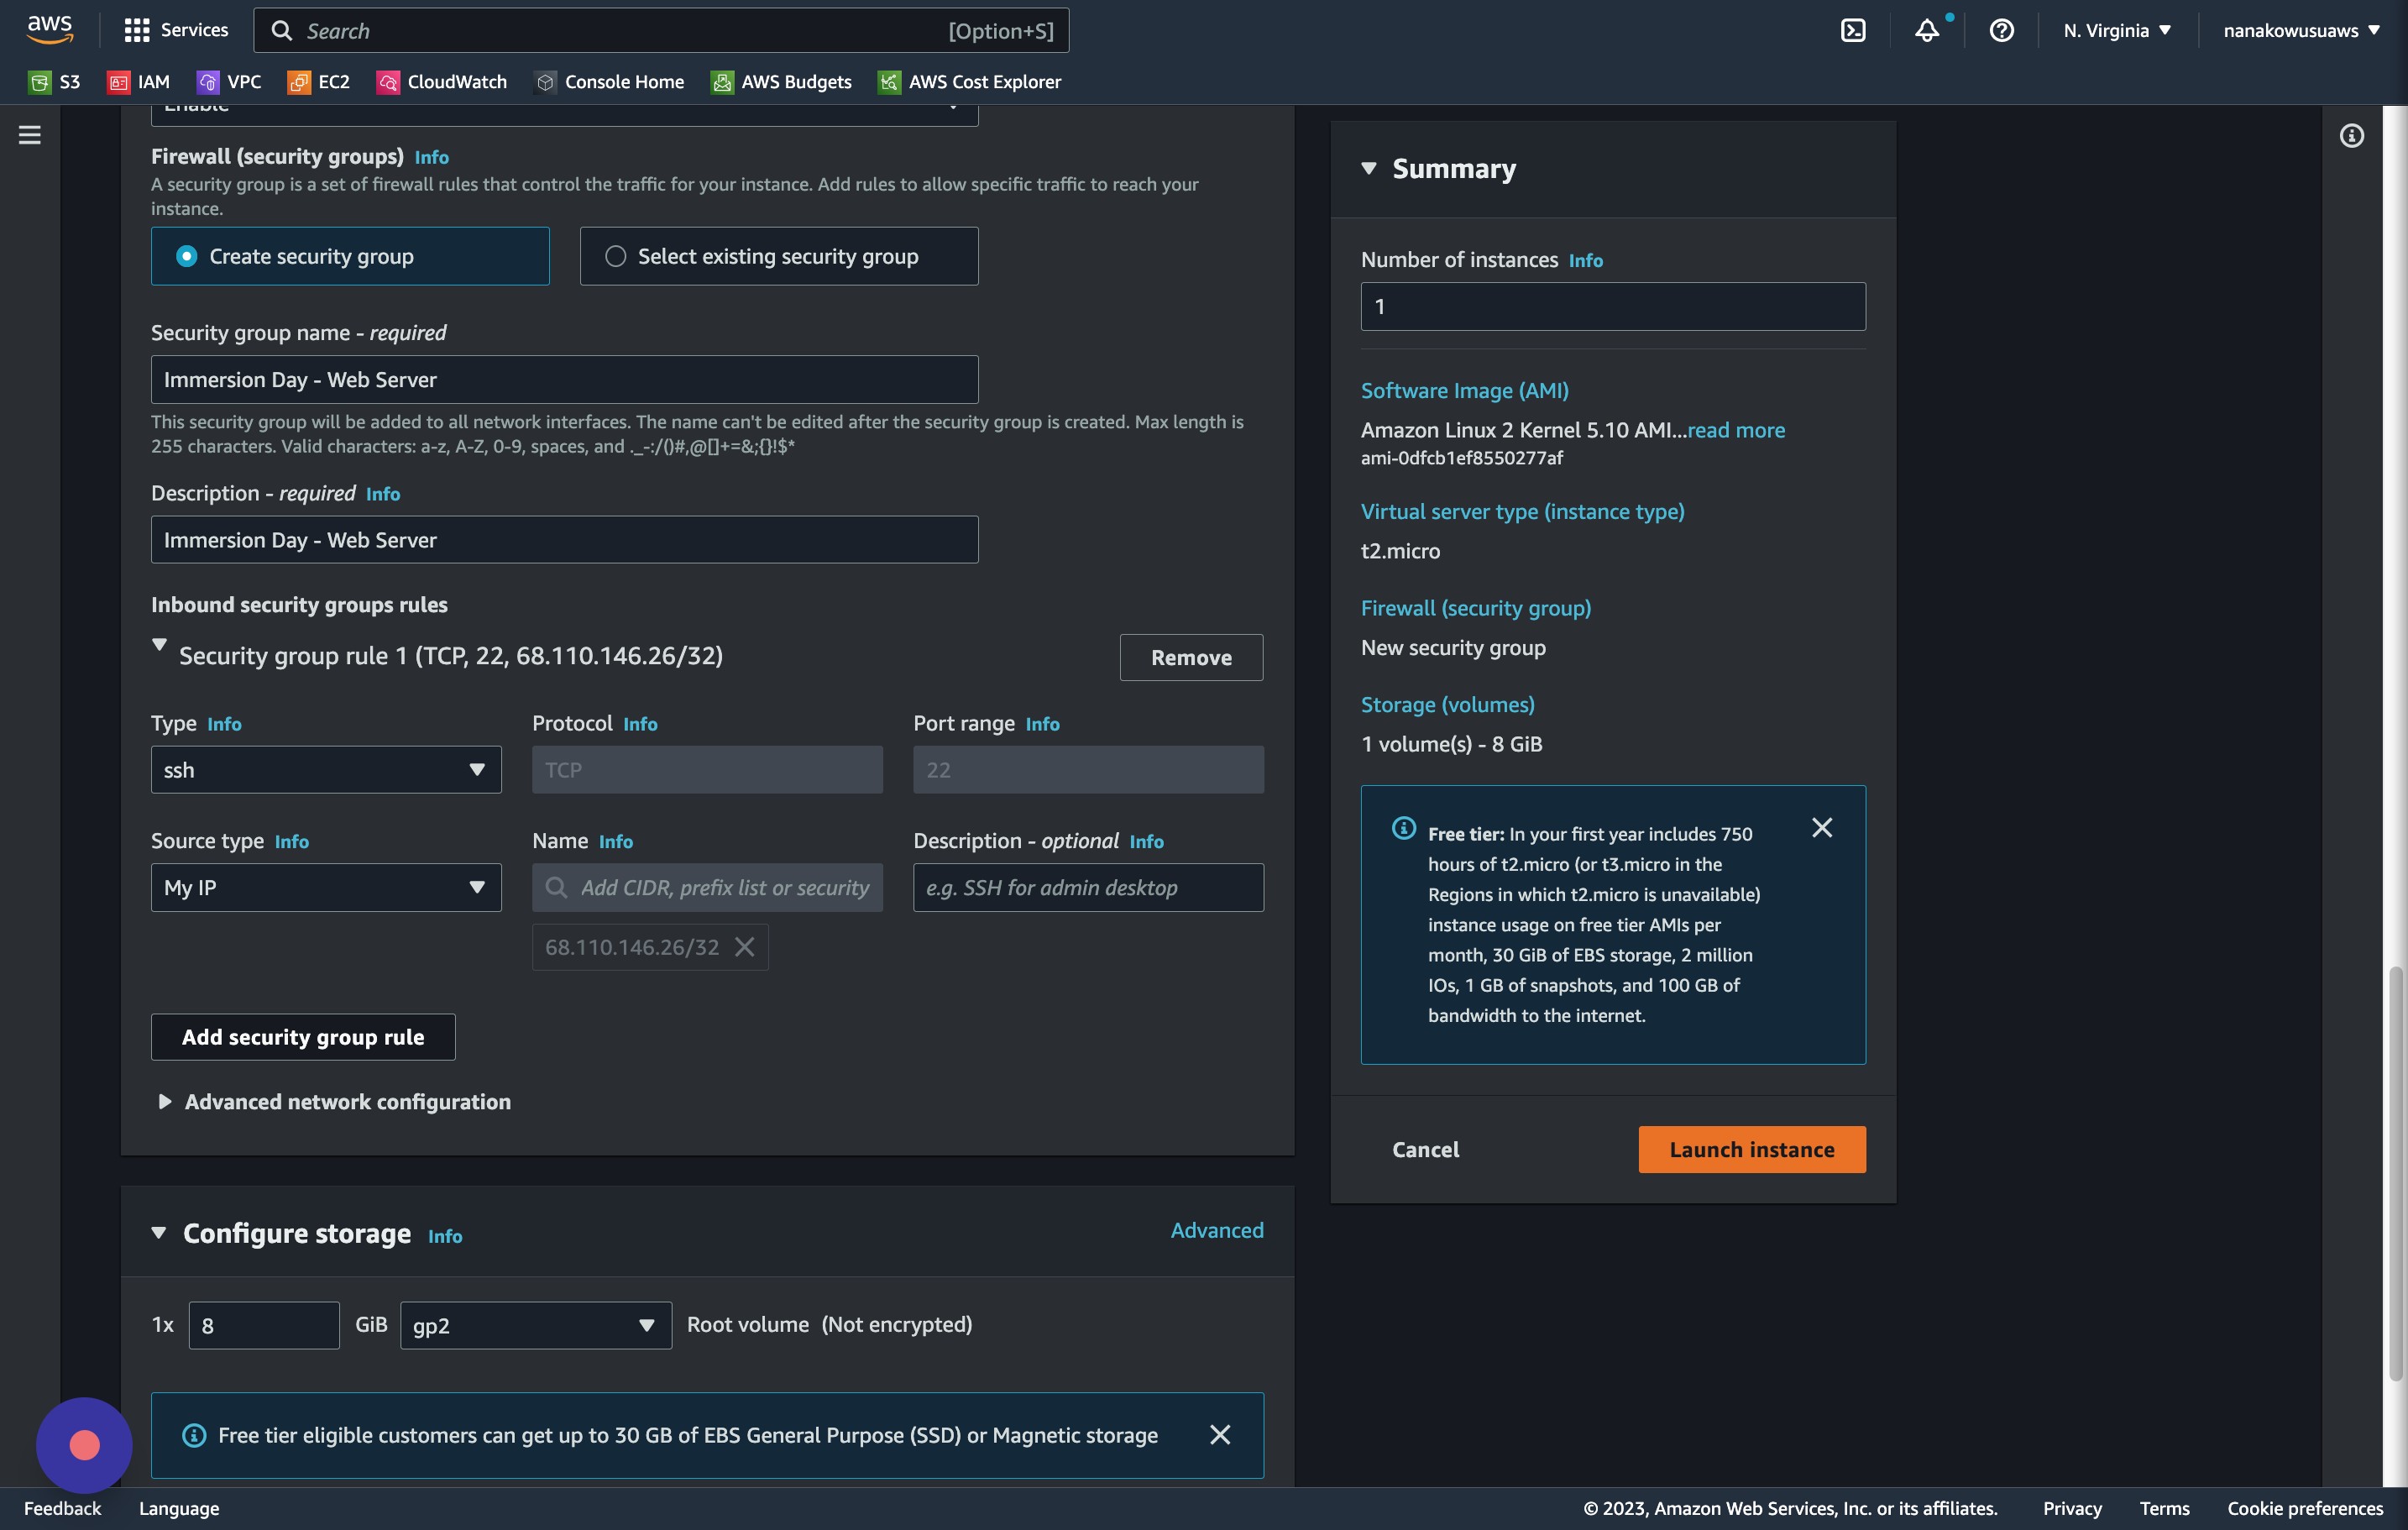 aws
Services
Search
[Option+S]
N. Virginia
nanakowusuaws
S3
IAM
VPC
EC2
CloudWatch
Console Home
AWS Budgets
AWS Cost Explorer
Enable
Firewall (security groups) Info
A security group is a set of firewall rules that control the traffic for your instance. Add rules to allow specific traffic to reach your
instance.
Create security group
Select existing security group
Security group name - required
Immersion Day - Web Server
This security group will be added to all network interfaces. The name can't be edited after the security group is created. Max length is
255 characters. Valid characters: a-z, A-Z, 0-9, spaces, and ._-:/()#,@[]+=&;{}!$*
Description - required Info
Immersion Day - Web Server
Inbound security groups rules
Security group rule 1 (TCP, 22, 68.110.146.26/32)
Remove
Type Info
Protocol Info
Port range Info
ssh
TCP
22
Source type Info
Name Info
Description - optional Info
My IP
Add CIDR, prefix list or security
e.g. SSH for admin desktop
68.110.146.26/32
Add security group rule
Advanced network configuration
Configure storage Info
Advanced
1x
8
GiB
gp2
Root volume (Not encrypted)
Free tier eligible customers can get up to 30 GB of EBS General Purpose (SSD) or Magnetic storage
Summary
Number of instances Info
1
Software Image (AMI)
Amazon Linux 2 Kernel 5.10 AMI...read more
ami-0dfcb1ef8550277af
Virtual server type (instance type)
t2.micro
Firewall (security group)
New security group
Storage (volumes)
1 volume(s) - 8 GiB
Free tier: In your first year includes 750
hours of t2.micro (or t3.micro in the
Regions in which t2.micro is unavailable)
instance usage on free tier AMIs per
month, 30 GiB of EBS storage, 2 million
IOs, 1 GB of snapshots, and 100 GB of
bandwidth to the internet.
Cancel
Launch instance
Feedback
Language
© 2023, Amazon Web Services, Inc. or its affiliates.
Privacy
Terms
Cookie preferences